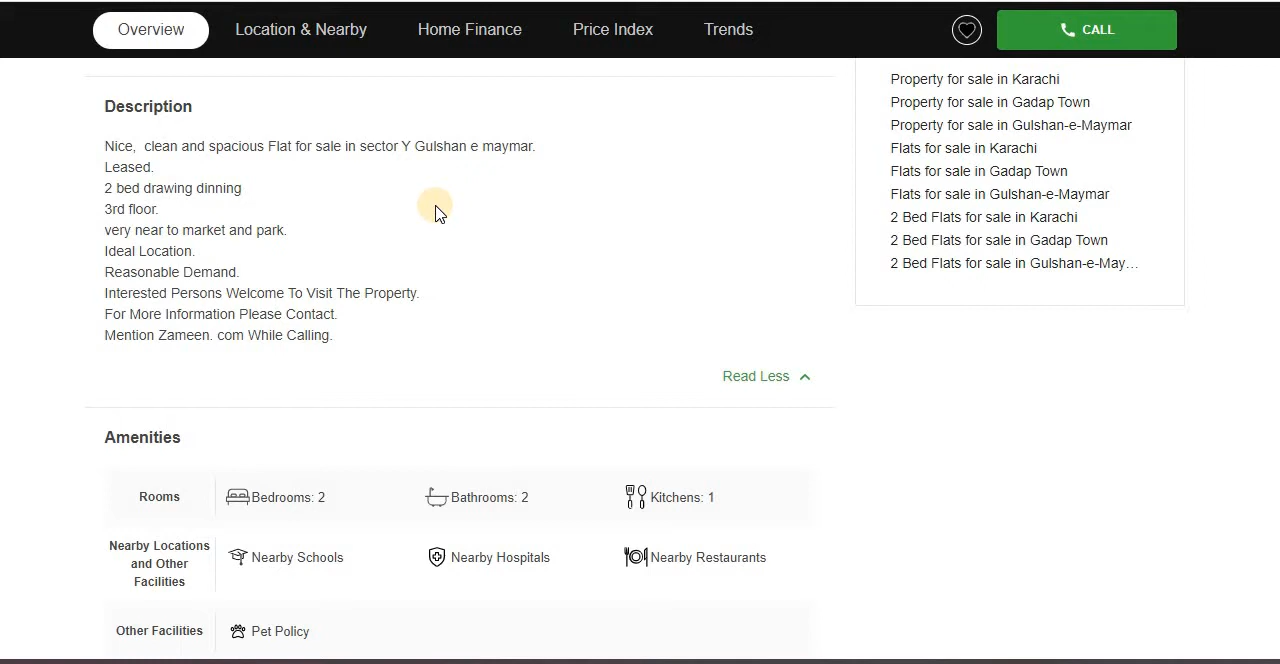 Overview
Location & Nearby
Home Finance
Price Index
Trends
CALL
Description
Nice,  clean and spacious Flat for sale in sector Y Gulshan e maymar.
Leased.
2 bed drawing dinning
3rd floor.
very near to market and park.
Ideal Location.
Reasonable Demand.
Interested Persons Welcome To Visit The Property.
For More Information Please Contact.
Mention Zameen. com While Calling.
Read Less
Property for sale in Karachi
Property for sale in Gadap Town
Property for sale in Gulshan-e-Maymar
Flats for sale in Karachi
Flats for sale in Gadap Town
Flats for sale in Gulshan-e-Maymar
2 Bed Flats for sale in Karachi
2 Bed Flats for sale in Gadap Town
2 Bed Flats for sale in Gulshan-e-May…
Amenities
Rooms
Bedrooms: 2
Bathrooms: 2
Kitchens: 1
Nearby Locations
and Other
Facilities
Nearby Schools
Nearby Hospitals
Nearby Restaurants
Other Facilities
Pet Policy